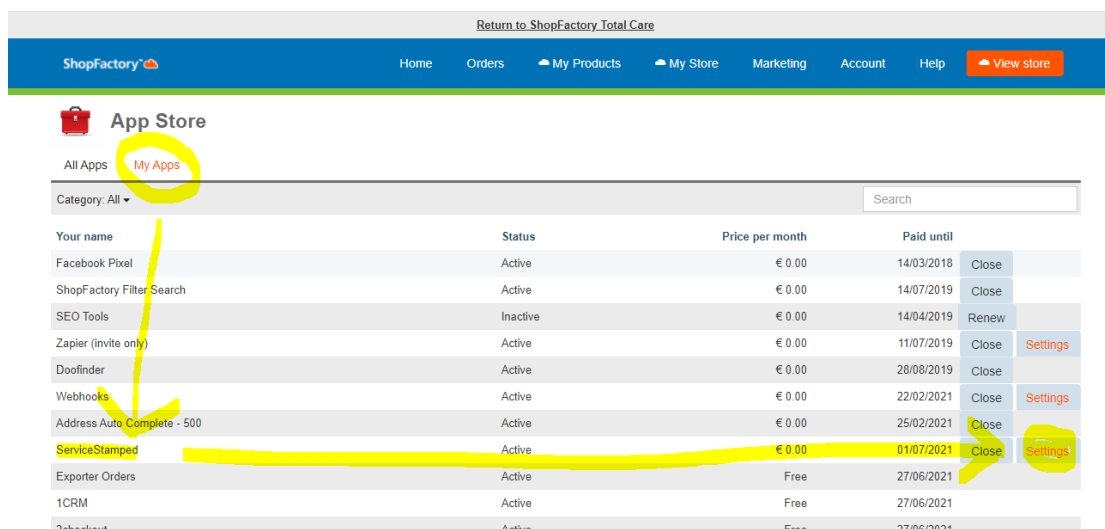 Return to ShopFactory Total Care
ShopFactory Home Orders My Products My Store Marketing Account Help View store
App Store
All Apps My Apps
Category: All Search
Your name Status Price per month Paid until
Facebook Pixel Active € 0.00 14/03/2018 Close
ShopFactory Filter Search Active € 0.00 14/07/2019 Close
SEO Tools Inactive € 0.00 14/04/2019 Renew
Zapier (invite only) Active € 0.00 11/07/2019 Close Settings
Doofinder Active € 0.00 28/08/2019 Close
Webhooks Active € 0.00 22/02/2021 Close Settings
Address Auto Complete - 500 Active € 0.00 25/02/2021 Close
ServiceStamped Active € 0.00 01/07/2021 Close Settings
Exporter Orders Active Free 27/06/2021
1CRM Active Free 27/06/2021
2checkout Active Free 27/06/2021